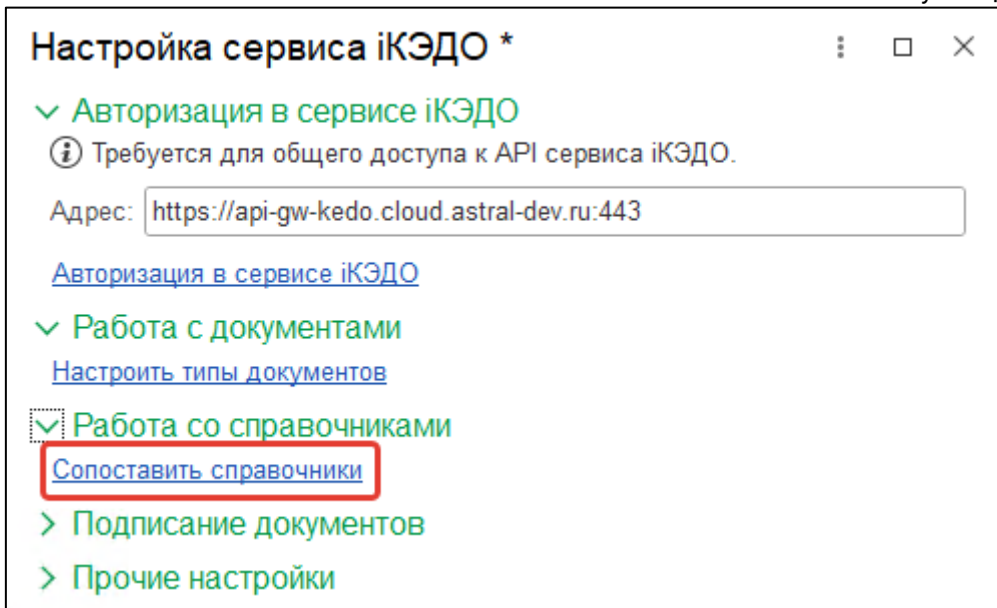 Настройка сервиса iКЭДО *
Авторизация в сервисе iКЭДО
Требуется для общего доступа к API сервиса iКЭДО.
Адрес: https://api-gw-kedo.cloud.astral-dev.ru:443
Авторизация в сервисе iКЭДО
Работа с документами
Настроить типы документов
Работа со справочниками
Сопоставить справочники
Подписание документов
Прочие настройки